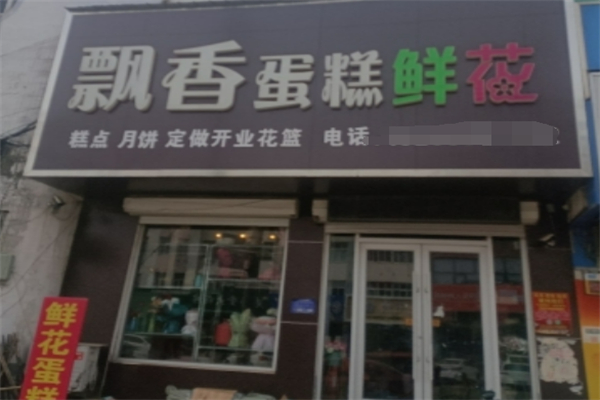 飘香蛋糕鲜花
糕点 月饼 定做开业花篮 电话
鲜花蛋糕